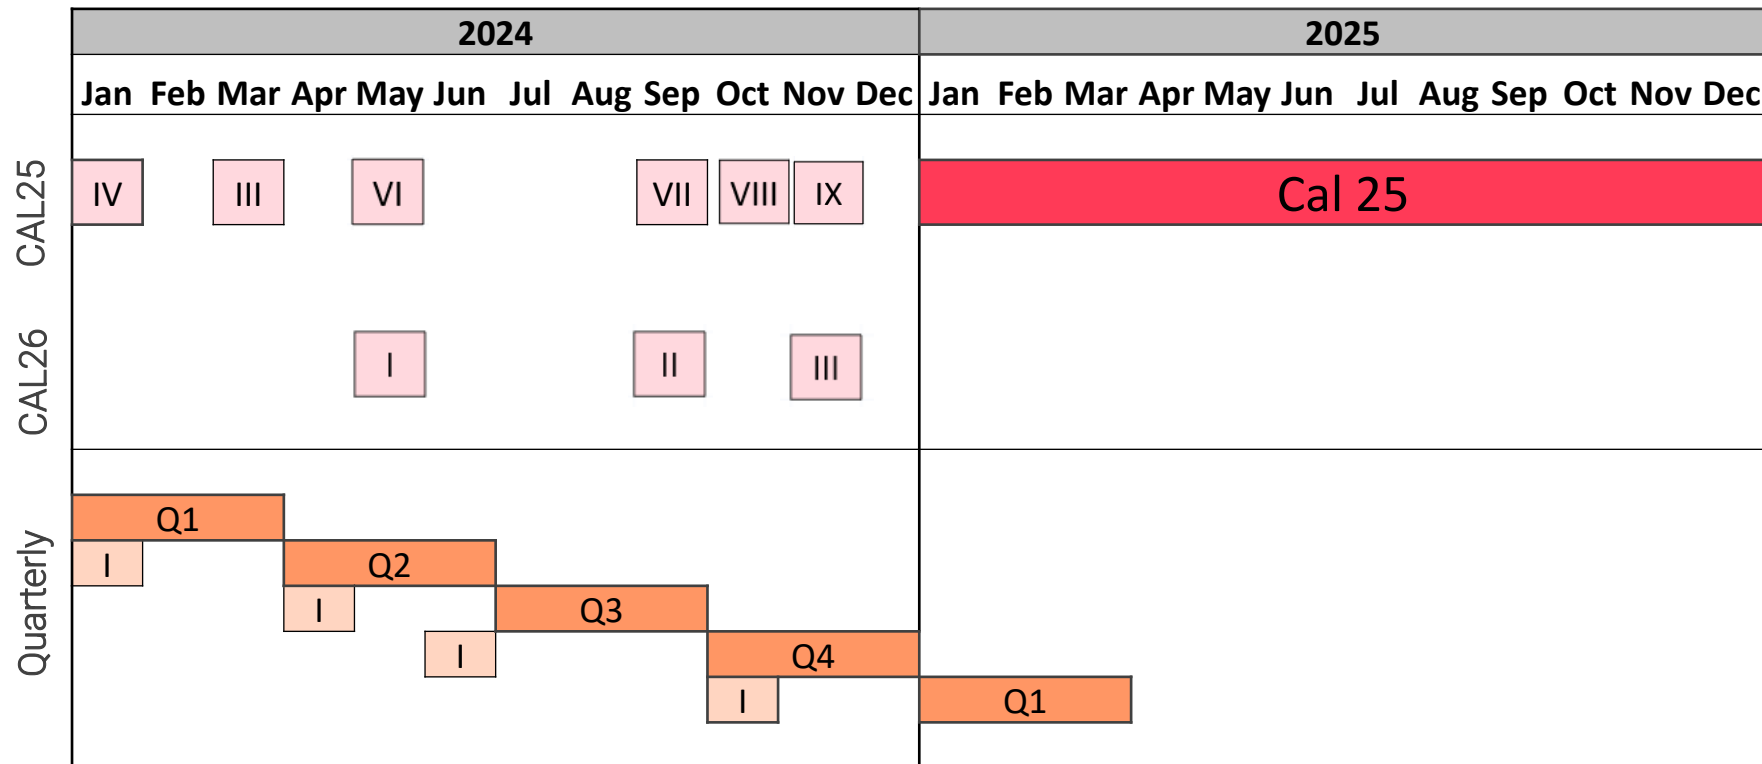 2024 2025
Jan Feb Mar Apr May Jun Jul Aug Sep Oct Nov Dec Jan Feb Mar Apr May Jun Jul Aug Sep Oct Nov Dec
CAL25
IV III VI VII VIII IX Cal 25
CAL26
I II III
Quarterly
Q1
I Q2
I Q3
I Q4
I Q1